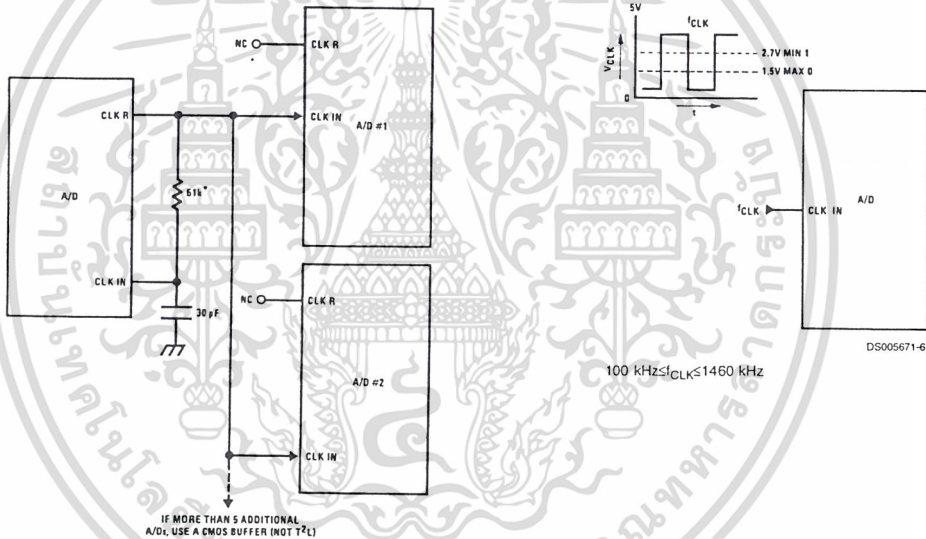 NC
CLK R
CLK IN
A/D #1
A/D
CLK R
51k*
CLK IN
30 pF
NC
CLK R
A/D #2
CLK IN
IF MORE THAN 5 ADDITIONAL
A/Ds, USE A CMOS BUFFER (NOT T²L)
5V
fCLK
VCLK
2.7V MIN 1
1.5V MAX 0
0
t
fCLK
CLK IN
A/D
DS005671-6
100 kHz≤fCLK≤1460 kHz